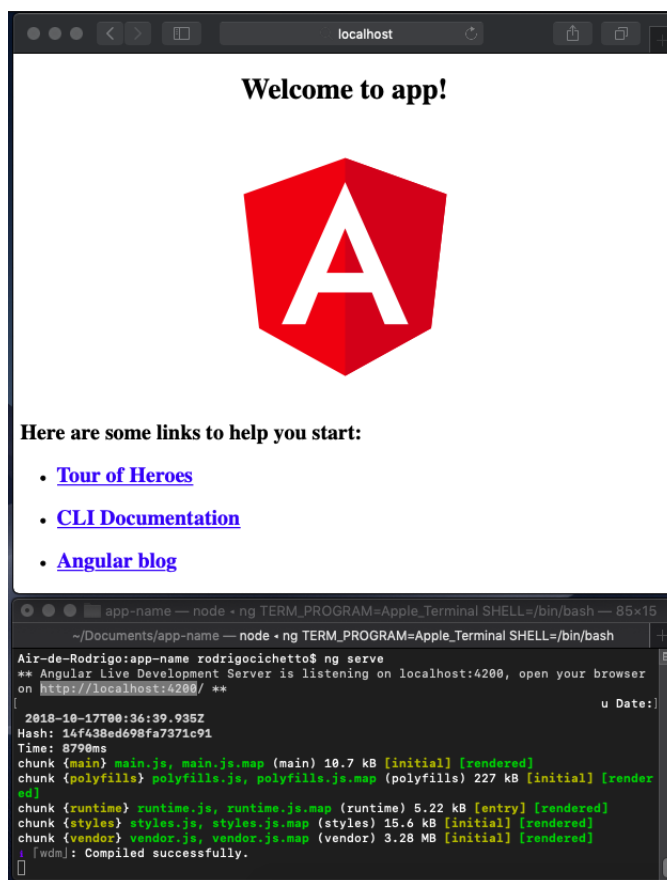 localhost
Welcome to app!
A
Here are some links to help you start:
Tour of Heroes
CLI Documentation
Angular blog
app-name — node ◂ ng TERM_PROGRAM=Apple_Terminal SHELL=/bin/bash — 85×15
~/Documents/app-name — node ◂ ng TERM_PROGRAM=Apple_Terminal SHELL=/bin/bash
Air-de-Rodrigo:app-name rodrigocichetto$ ng serve
** Angular Live Development Server is listening on localhost:4200, open your browser
on http://localhost:4200/ **
[ u Date:]
2018-10-17T00:36:39.935Z
Hash: 14f438ed698fa7371c91
Time: 8790ms
chunk {main} main.js, main.js.map (main) 10.7 kB [initial] [rendered]
chunk {polyfills} polyfills.js, polyfills.js.map (polyfills) 227 kB [initial] [render
ed]
chunk {runtime} runtime.js, runtime.js.map (runtime) 5.22 kB [entry] [rendered]
chunk {styles} styles.js, styles.js.map (styles) 15.6 kB [initial] [rendered]
chunk {vendor} vendor.js, vendor.js.map (vendor) 3.28 MB [initial] [rendered]
ℹ ｢wdm｣: Compiled successfully.